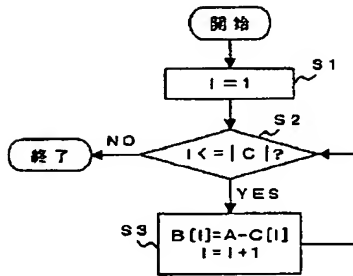 開始
S1
I=1
S2
I<=|C|?
NO
終了
YES
S3
B[I]=A-C[I]
I=I+1